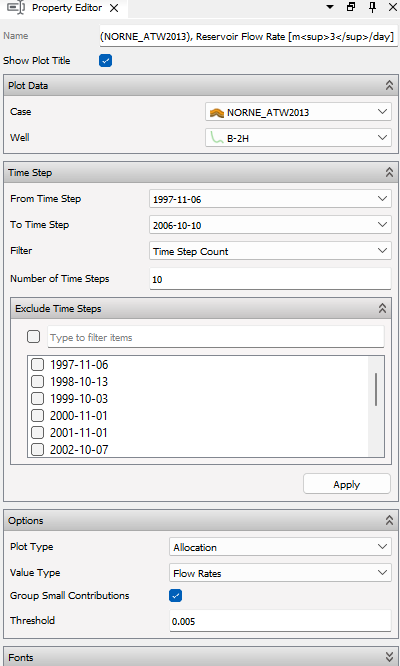 Property Editor
Name (NORNE_ATW2013), Reservoir Flow Rate [m<sup>3</sup>/day]
Show Plot Title
Plot Data
Case NORNE_ATW2013
Well B-2H
Time Step
From Time Step 1997-11-06
To Time Step 2006-10-10
Filter Time Step Count
Number of Time Steps 10
Exclude Time Steps
Type to filter items
1997-11-06
1998-10-13
1999-10-03
2000-11-01
2001-11-01
2002-10-07
Apply
Options
Plot Type Allocation
Value Type Flow Rates
Group Small Contributions
Threshold 0.005
Fonts